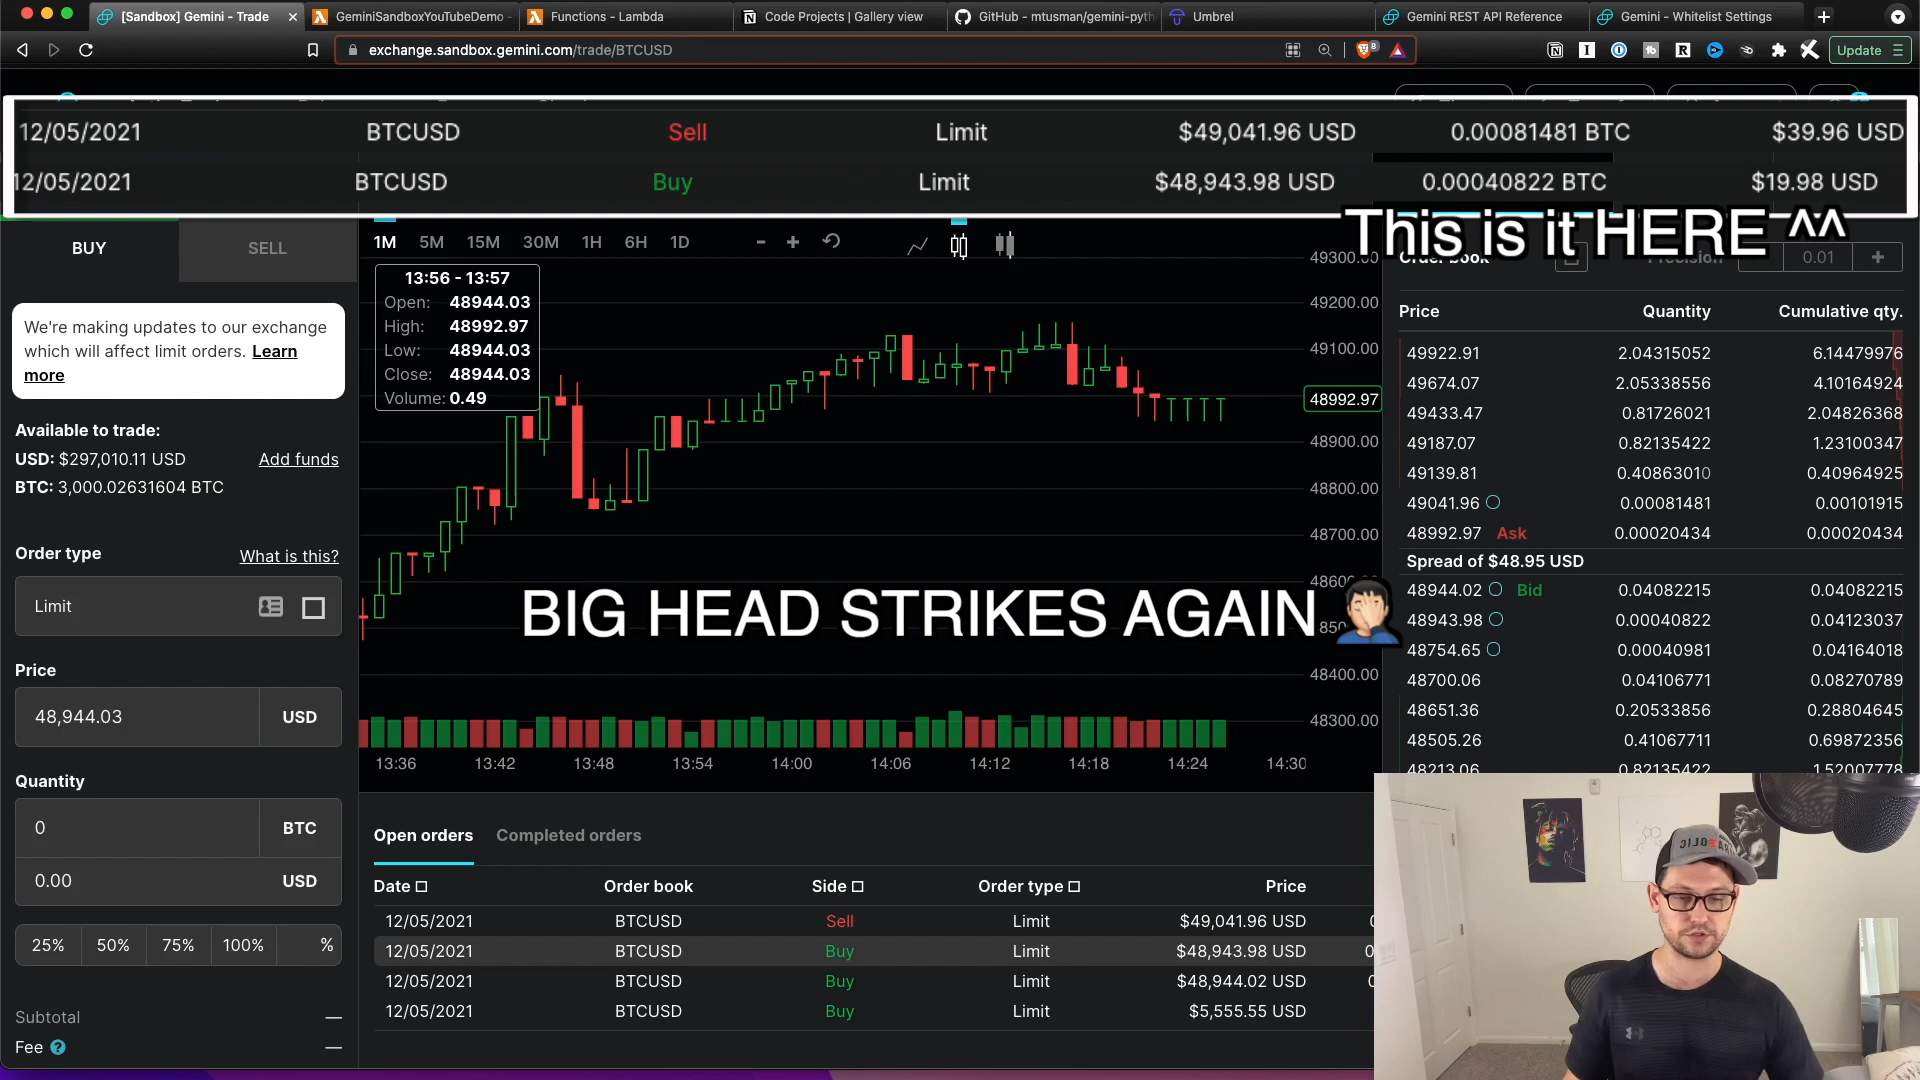 [Sandbox] Gemini - Trade
GeminiSandboxYouTubeDemo -
Functions - Lambda
Code Projects | Gallery view
GitHub - mtusman/gemini-pyth
Umbrel
Gemini REST API Reference
Gemini - Whitelist Settings
exchange.sandbox.gemini.com/trade/BTCUSD
8
Update
12/05/2021 BTCUSD Sell Limit $49,041.96 USD 0.00081481 BTC $39.96 USD
12/05/2021 BTCUSD Buy Limit $48,943.98 USD 0.00040822 BTC $19.98 USD
This is it HERE ^^
BUY
SELL
We're making updates to our exchange
which will affect limit orders. Learn
more
Available to trade:
USD: $297,010.11 USD Add funds
BTC: 3,000.02631604 BTC
Order type What is this?
Limit
Price
48,944.03 USD
Quantity
0 BTC
0.00 USD
25% 50% 75% 100% %
Subtotal —
Fee ? —
1M 5M 15M 30M 1H 6H 1D
13:56 - 13:57
Open: 48944.03
High: 48992.97
Low: 48944.03
Close: 48944.03
Volume: 0.49
49300.00
49200.00
49100.00
48992.97
48900.00
48800.00
48700.00
48600.00
48400.00
48300.00
BIG HEAD STRIKES AGAIN 🤦🏻‍♂️
13:36 13:42 13:48 13:54 14:00 14:06 14:12 14:18 14:24 14:30
Order book Precision 0.01
Price Quantity Cumulative qty.
49922.91 2.04315052 6.14479976
49674.07 2.05338556 4.10164924
49433.47 0.81726021 2.04826368
49187.07 0.82135422 1.23100347
49139.81 0.40863010 0.40964925
49041.96 0.00081481 0.00101915
48992.97 Ask 0.00020434 0.00020434
Spread of $48.95 USD
48944.02 Bid 0.04082215 0.04082215
48943.98 0.00040822 0.04123037
48754.65 0.00040981 0.04164018
48700.06 0.04106771 0.08270789
48651.36 0.20533856 0.28804645
48505.26 0.41067711 0.69872356
48213.06 0.82135422 1.52007778
Open orders Completed orders
Date Order book Side Order type Price
12/05/2021 BTCUSD Sell Limit $49,041.96 USD
12/05/2021 BTCUSD Buy Limit $48,943.98 USD
12/05/2021 BTCUSD Buy Limit $48,944.02 USD
12/05/2021 BTCUSD Buy Limit $5,555.55 USD